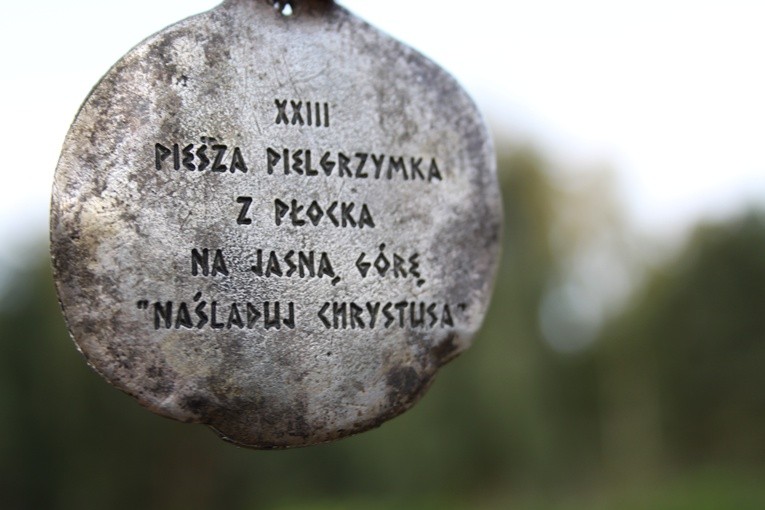 XXIII
PIESZA PIELGRZYMKA
Z PŁOCKA
NA JASNĄ GÓRĘ
"NAŚLADUJ CHRYSTUSA"